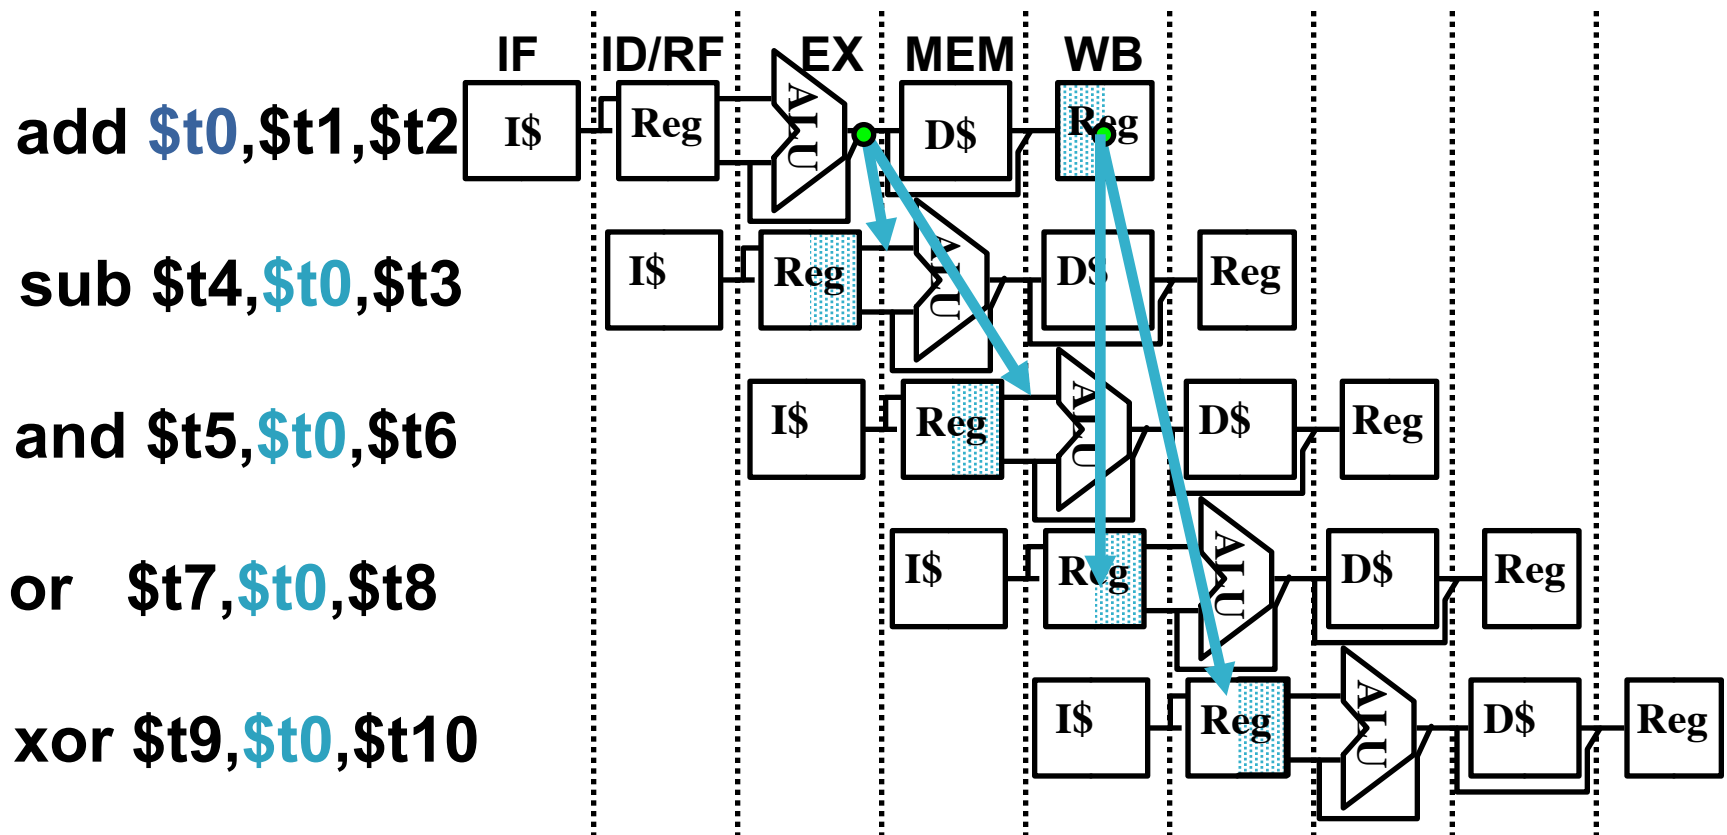 IF ID/RF EX MEM WB
add $t0,$t1,$t2 I$ Reg ALU D$ Reg
sub $t4,$t0,$t3 I$ Reg ALU D$ Reg
and $t5,$t0,$t6 I$ Reg ALU D$ Reg
or $t7,$t0,$t8 I$ Reg ALU D$ Reg
xor $t9,$t0,$t10 I$ Reg ALU D$ Reg